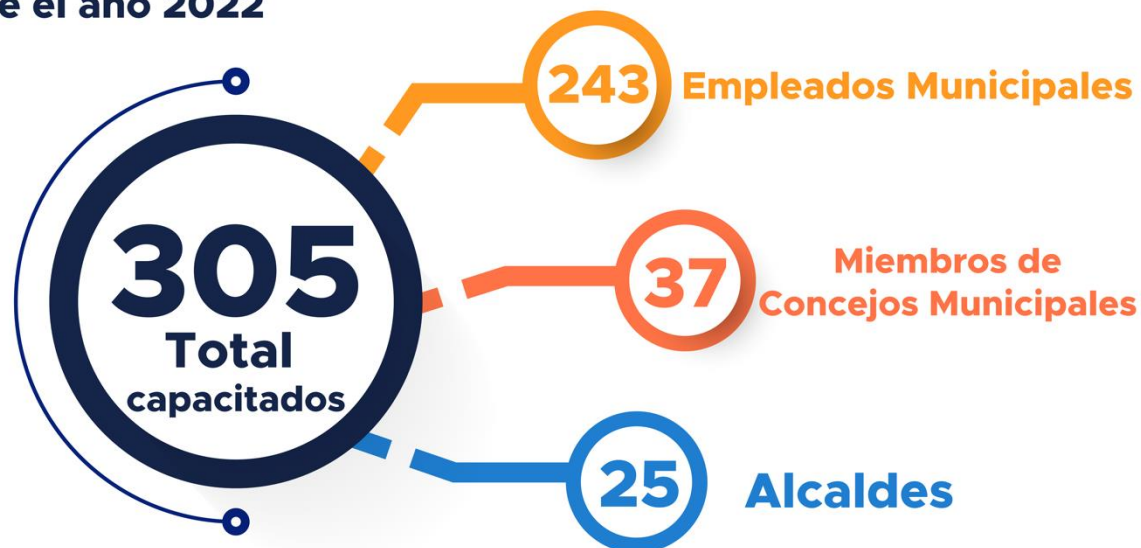 e el año 2022
243 Empleados Municipales
305
Total
capacitados
37
Miembros de
Concejos Municipales
25 Alcaldes